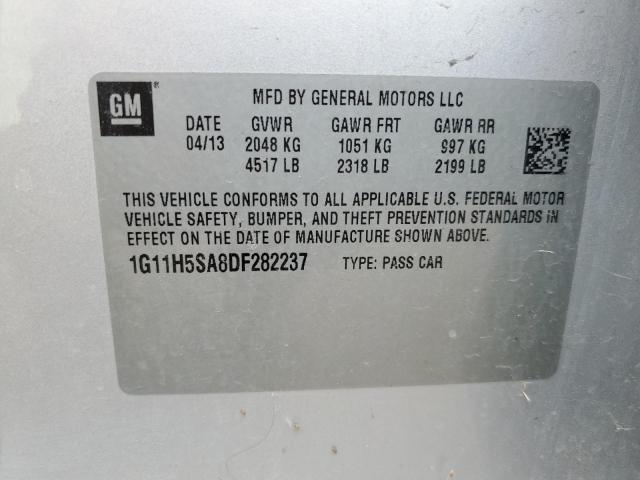 GM ®
MFD BY GENERAL MOTORS LLC
DATE GVWR GAWR FRT GAWR RR
04/13 2048 KG 1051 KG 997 KG
4517 LB 2318 LB 2199 LB
THIS VEHICLE CONFORMS TO ALL APPLICABLE U.S. FEDERAL MOTOR
VEHICLE SAFETY, BUMPER, AND THEFT PREVENTION STANDARDS IN
EFFECT ON THE DATE OF MANUFACTURE SHOWN ABOVE.
1G11H5SA8DF282237 TYPE: PASS CAR